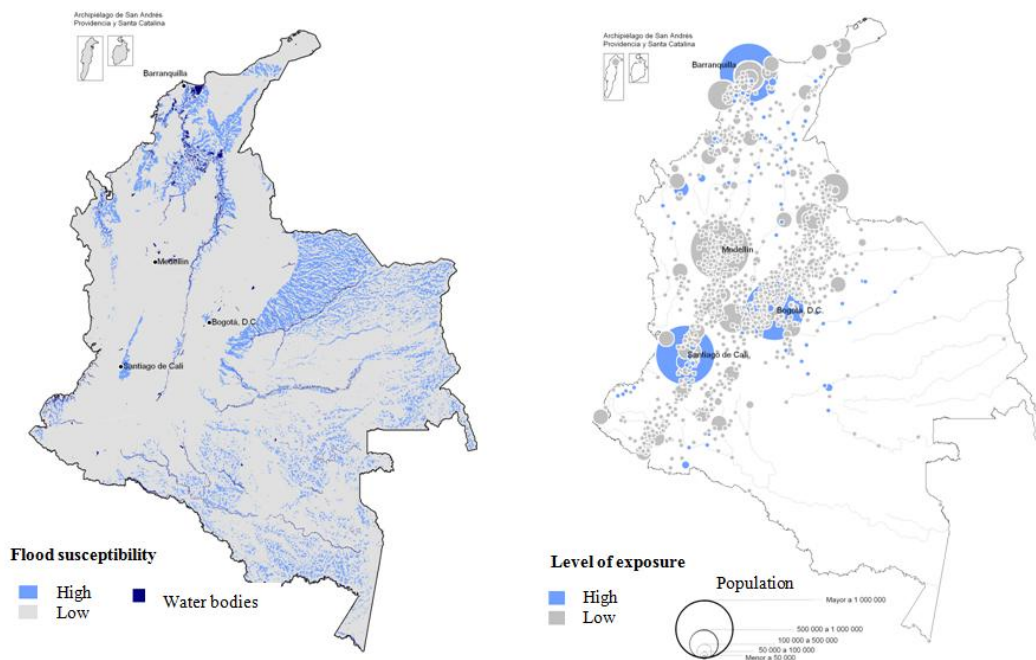 Archipiélago de San Andrés
Providencia y Santa Catalina
Barranquilla
Medellín
Bogotá, D.C.
Santiago de Cali
Flood susceptibility
High
Low
Water bodies
Archipiélago de San Andrés
Providencia y Santa Catalina
Barranquilla
Medellín
Bogotá, D.C.
Santiago de Cali
Level of exposure
High
Low
Population
Mayor a 1 000 000
500 000 a 1 000 000
100 000 a 500 000
50 000 a 100 000
Menor a 50 000